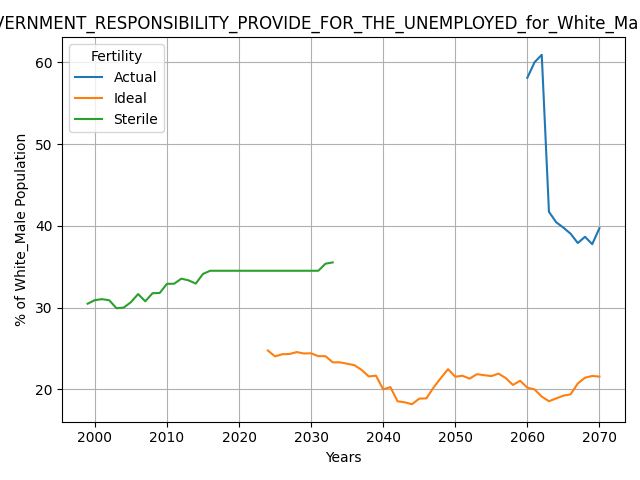 VERNMENT_RESPONSIBILITY_PROVIDE_FOR_THE_UNEMPLOYED_for_White_Ma
Fertility
Actual
Ideal
Sterile
60
50
40
30
20
% of White_Male Population
2000 2010 2020 2030 2040 2050 2060 2070
Years